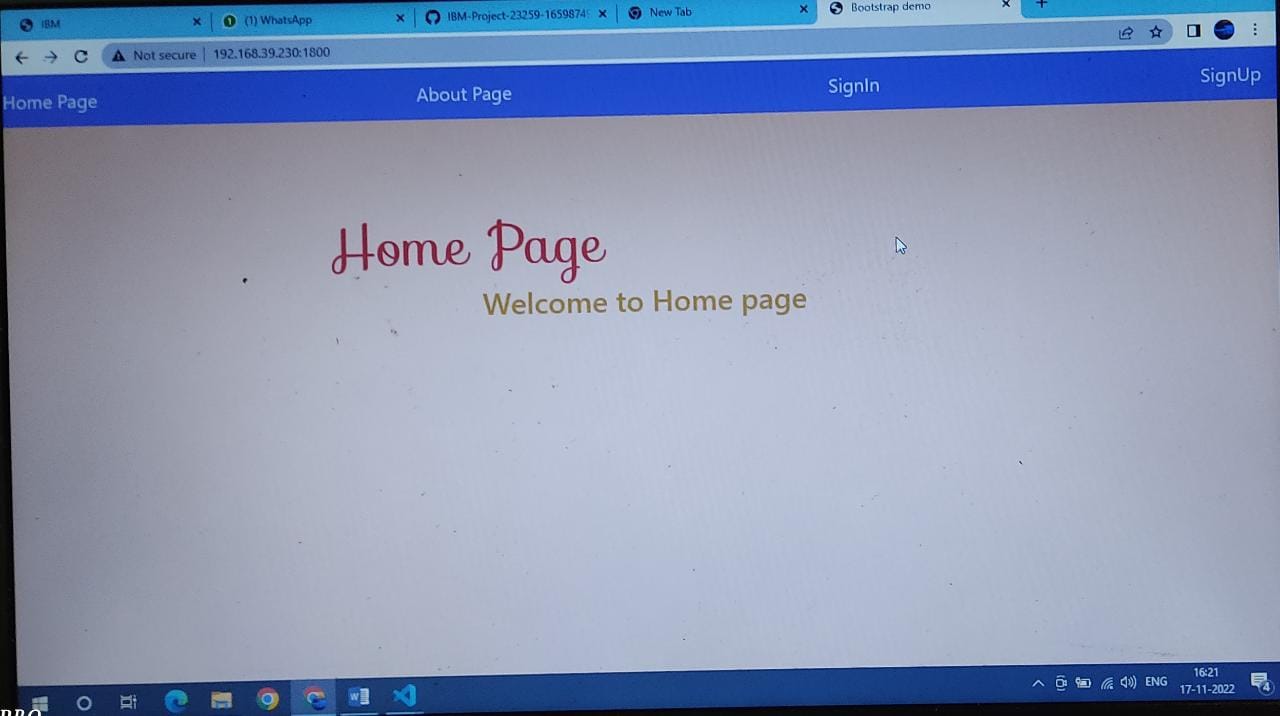 IBM
(1) WhatsApp
IBM-Project-23259-1659874
New Tab
Bootstrap demo
Not secure
192.168.39.230:1800
Home Page
About Page
SignIn
SignUp
Home Page
Welcome to Home page
ENG
16:21
17-11-2022
4